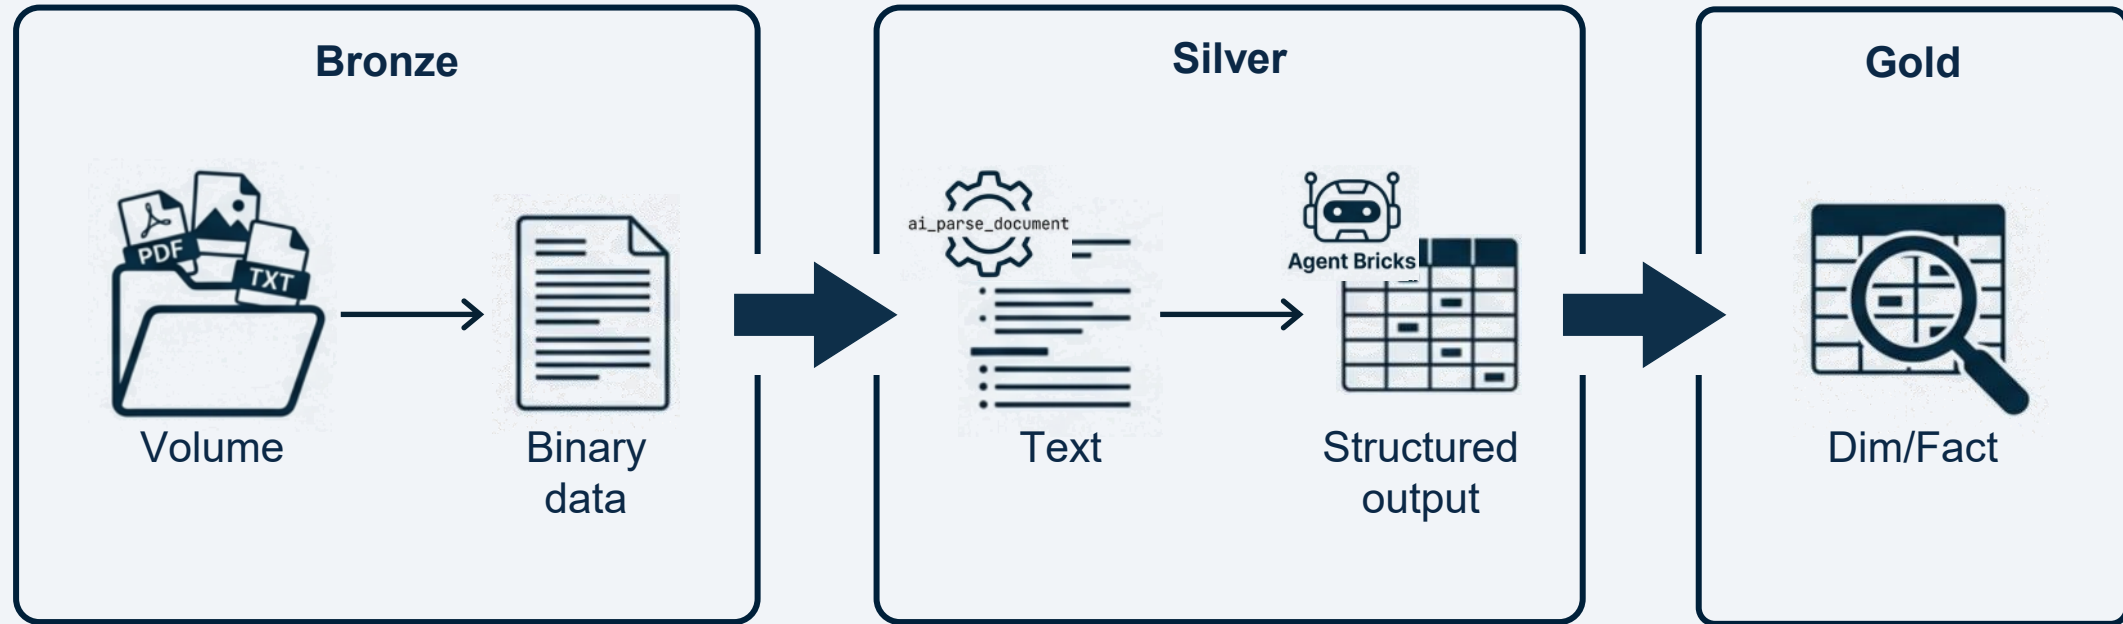 Bronze
PDF
TXT
Volume
Binary
data
Silver
ai_parse_document
Agent Bricks
Text
Structured
output
Gold
Dim/Fact